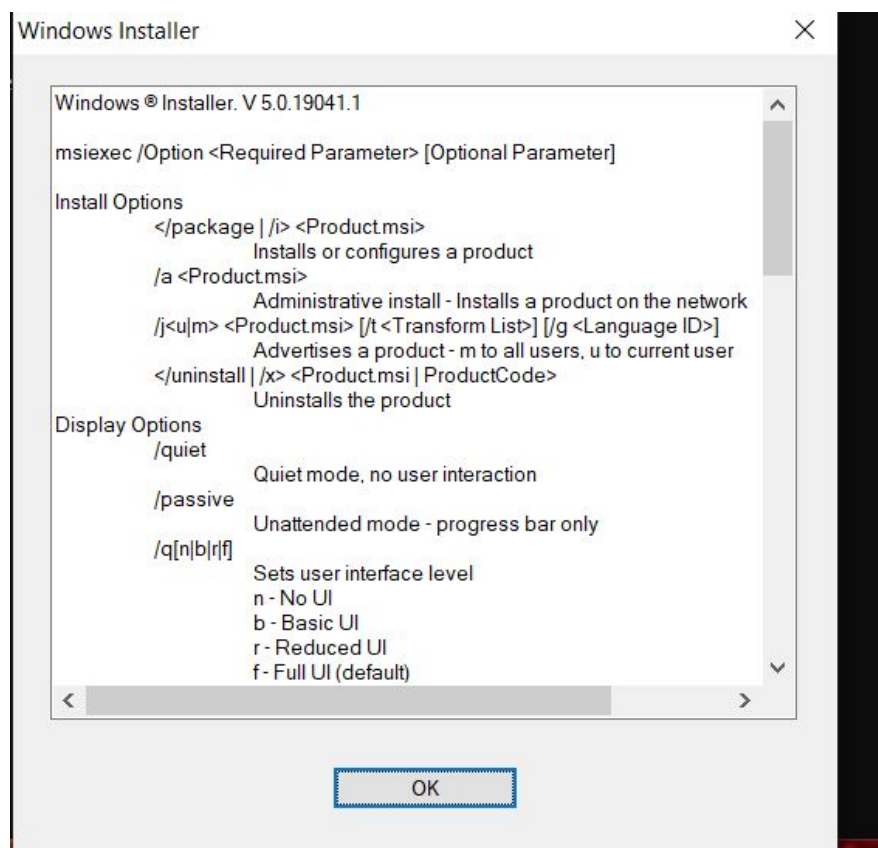 Windows Installer
Windows ® Installer. V 5.0.19041.1
msiexec /Option <Required Parameter> [Optional Parameter]
Install Options
</package | /i> <Product.msi>
Installs or configures a product
/a <Product.msi>
Administrative install - Installs a product on the network
/j<u|m> <Product.msi> [/t <Transform List>] [/g <Language ID>]
Advertises a product - m to all users, u to current user
</uninstall | /x> <Product.msi | ProductCode>
Uninstalls the product
Display Options
/quiet
Quiet mode, no user interaction
/passive
Unattended mode - progress bar only
/q[n|b|r|f]
Sets user interface level
n - No UI
b - Basic UI
r - Reduced UI
f - Full UI (default)
OK